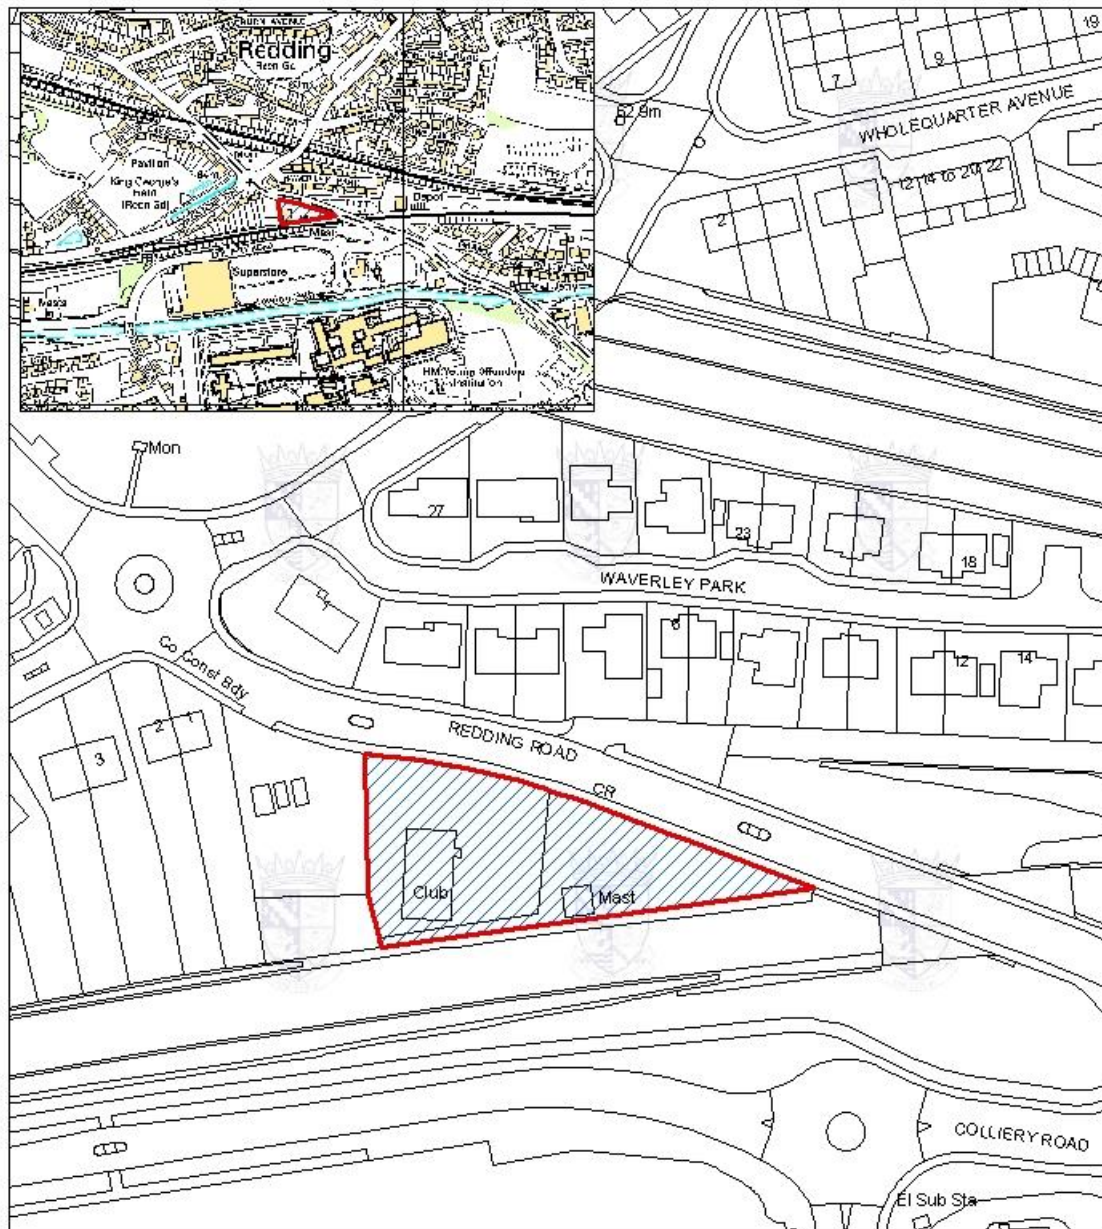 Redding
Pavilion
King George's
Field
Depot
Mast
Superstore
Masts
HM Young Offenders
Institution
7
9
19
WHOLEQUARTER AVENUE
2
12 14 16 20 22
Mon
27
23
18
WAVERLEY PARK
6
12
14
Co Const Bdy
REDDING ROAD
CR
3
2
1
Club
Mast
COLLIERY ROAD
El Sub Sta